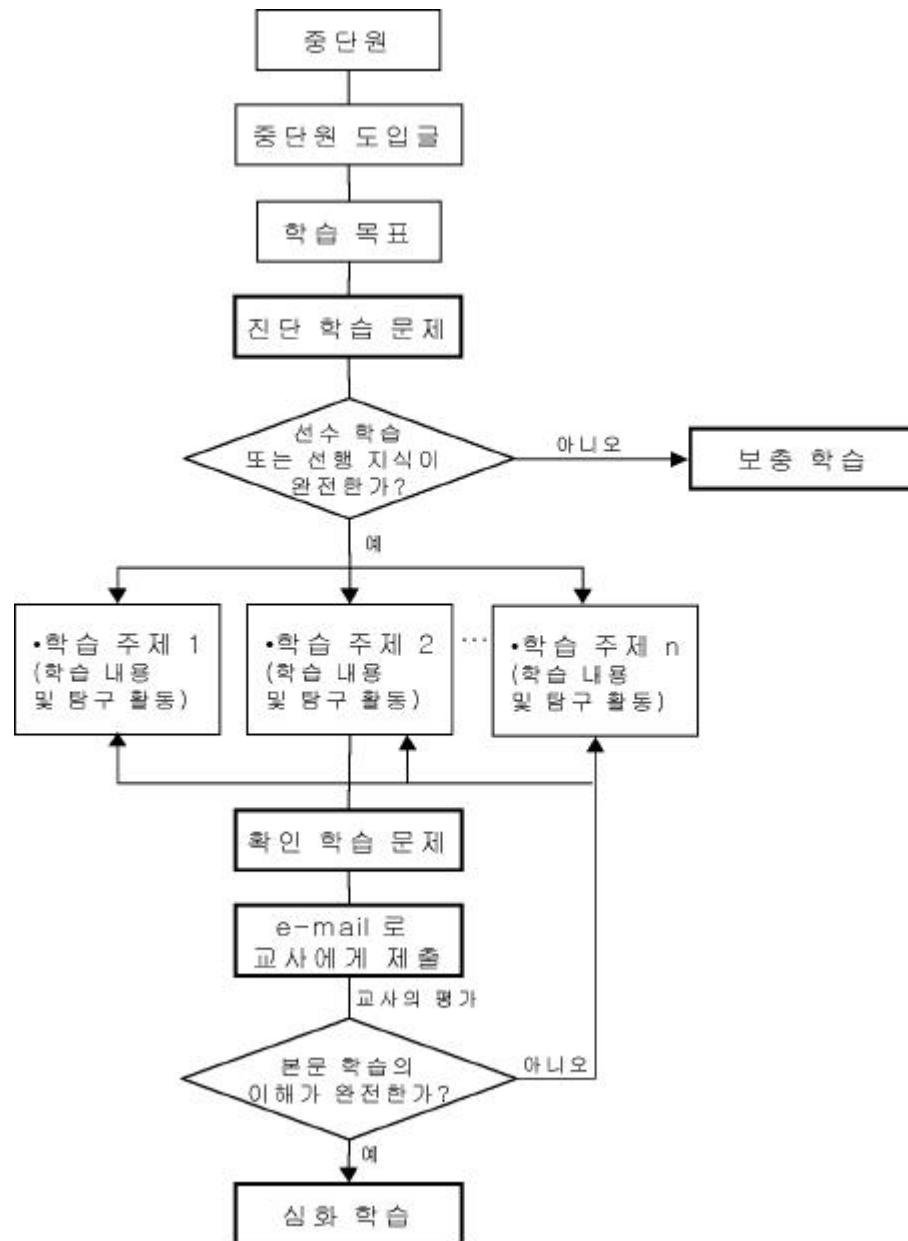 중단원
중단원 도입글
학습 목표
진단 학습 문제
선수 학습
또는 선행 지식이
완전한가?
아니오
보충 학습
예
•학습 주제 1
(학습 내용
및 탐구 활동)
•학습 주제 2
(학습 내용
및 탐구 활동)
...
•학습 주제 n
(학습 내용
및 탐구 활동)
확인 학습 문제
e-mail로
교사에게 제출
교사의 평가
본문 학습의
이해가 완전한가?
아니오
예
심화 학습